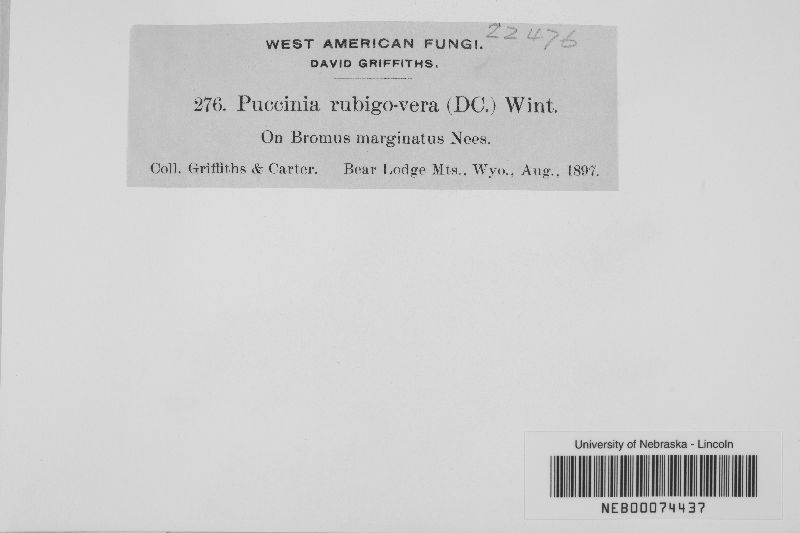 22476
WEST AMERICAN FUNGI.
DAVID GRIFFITHS.
276. Puccinia rubigo-vera (DC.) Wint.
On Bromus marginatus Nees.
Coll. Griffiths & Carter. Bear Lodge Mts., Wyo., Aug., 1897.
University of Nebraska - Lincoln
NEB00074437